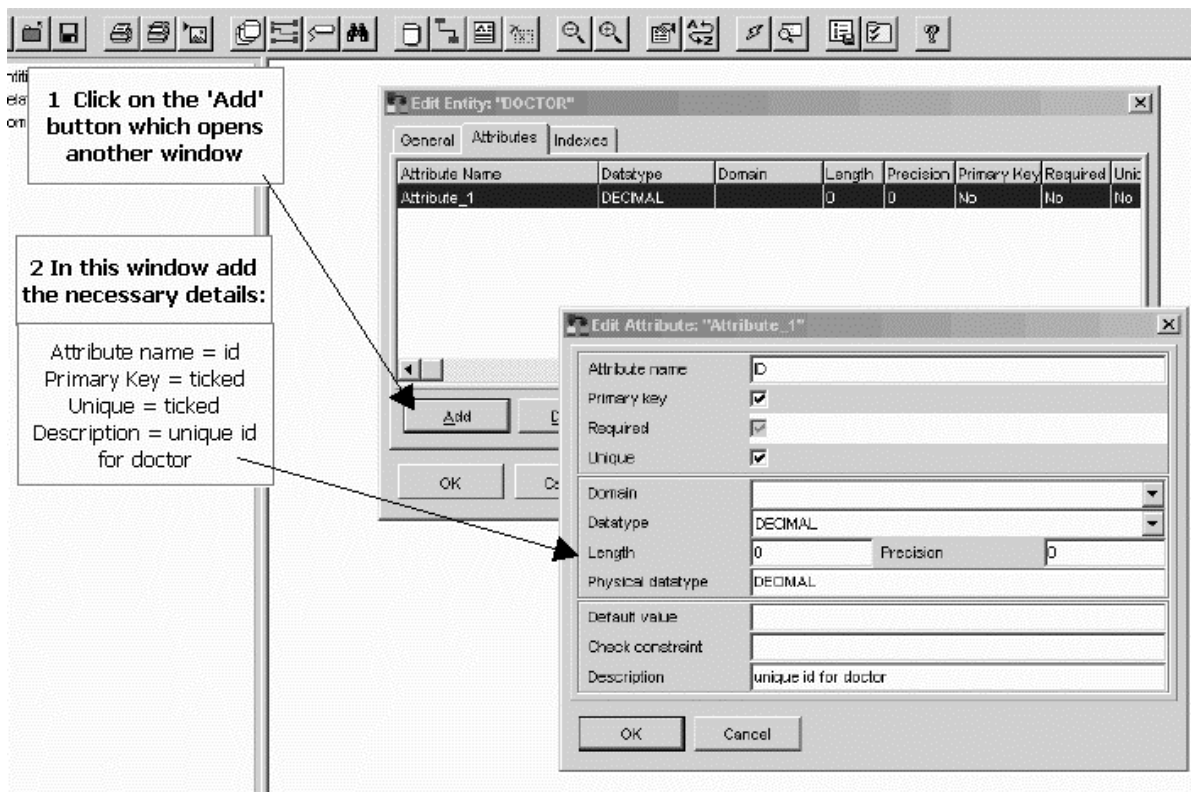 1 Click on the 'Add'
button which opens
another window
2 In this window add
the necessary details:
Attribute name = id
Primary Key = ticked
Unique = ticked
Description = unique id
for doctor
Edit Entity: "DOCTOR"
General Attributes Indexes
Attribute Name Datatype Domain Length Precision Primary Key Required Unic
Attribute_1 DECIMAL 0 0 No No No
Add D
OK Ca
Edit Attribute: "Attribute_1"
Attribute name ID
Primary key
Required
Unique
Domain
Datatype DECIMAL
Length 0 Precision 0
Physical datatype DECIMAL
Default value
Check constraint
Description unique id for doctor
OK Cancel